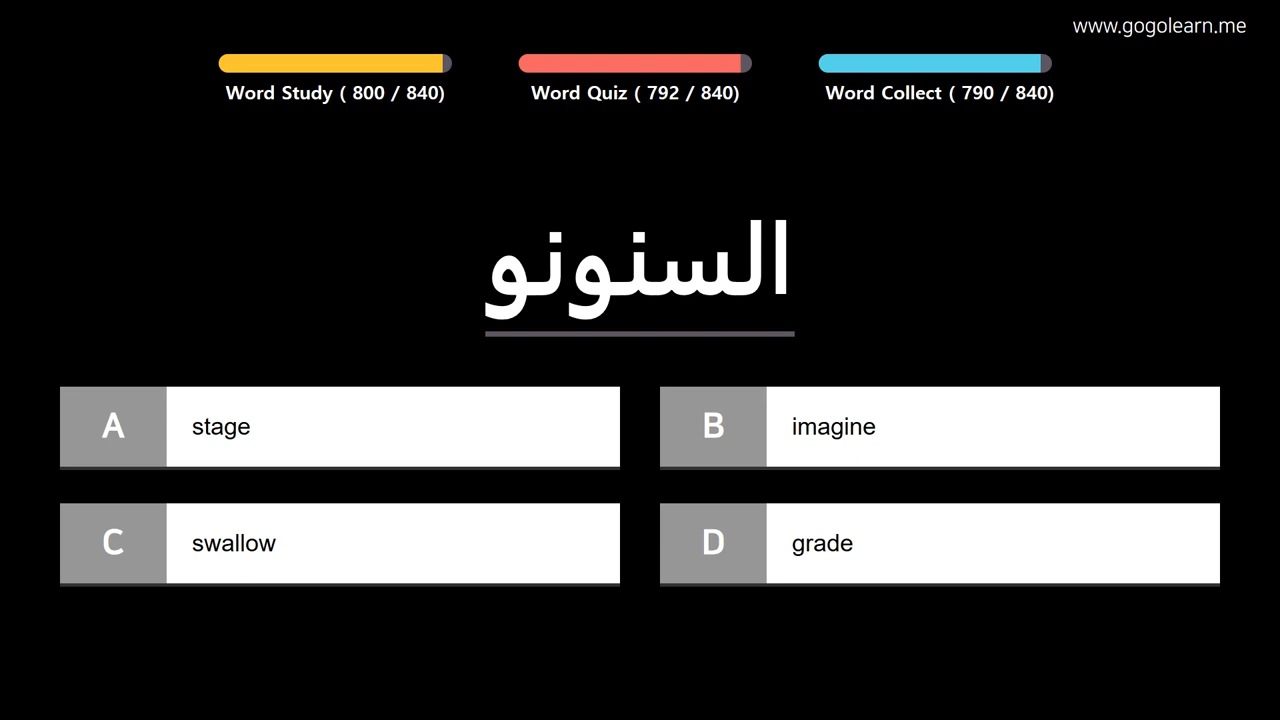 www.gogolearn.me
Word Study ( 800 / 840)
Word Quiz ( 792 / 840)
Word Collect ( 790 / 840)
السنونو
A stage
B imagine
C swallow
D grade